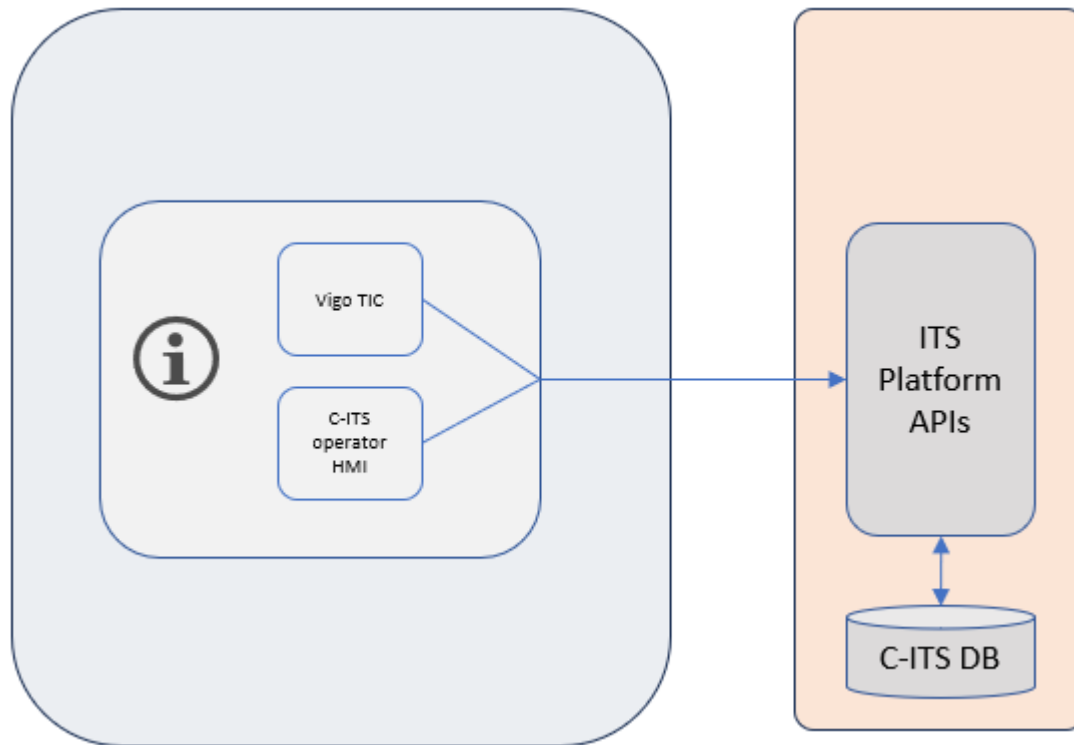 Vigo TIC
C-ITS
operator
HMI
ITS
Platform
APIs
C-ITS DB